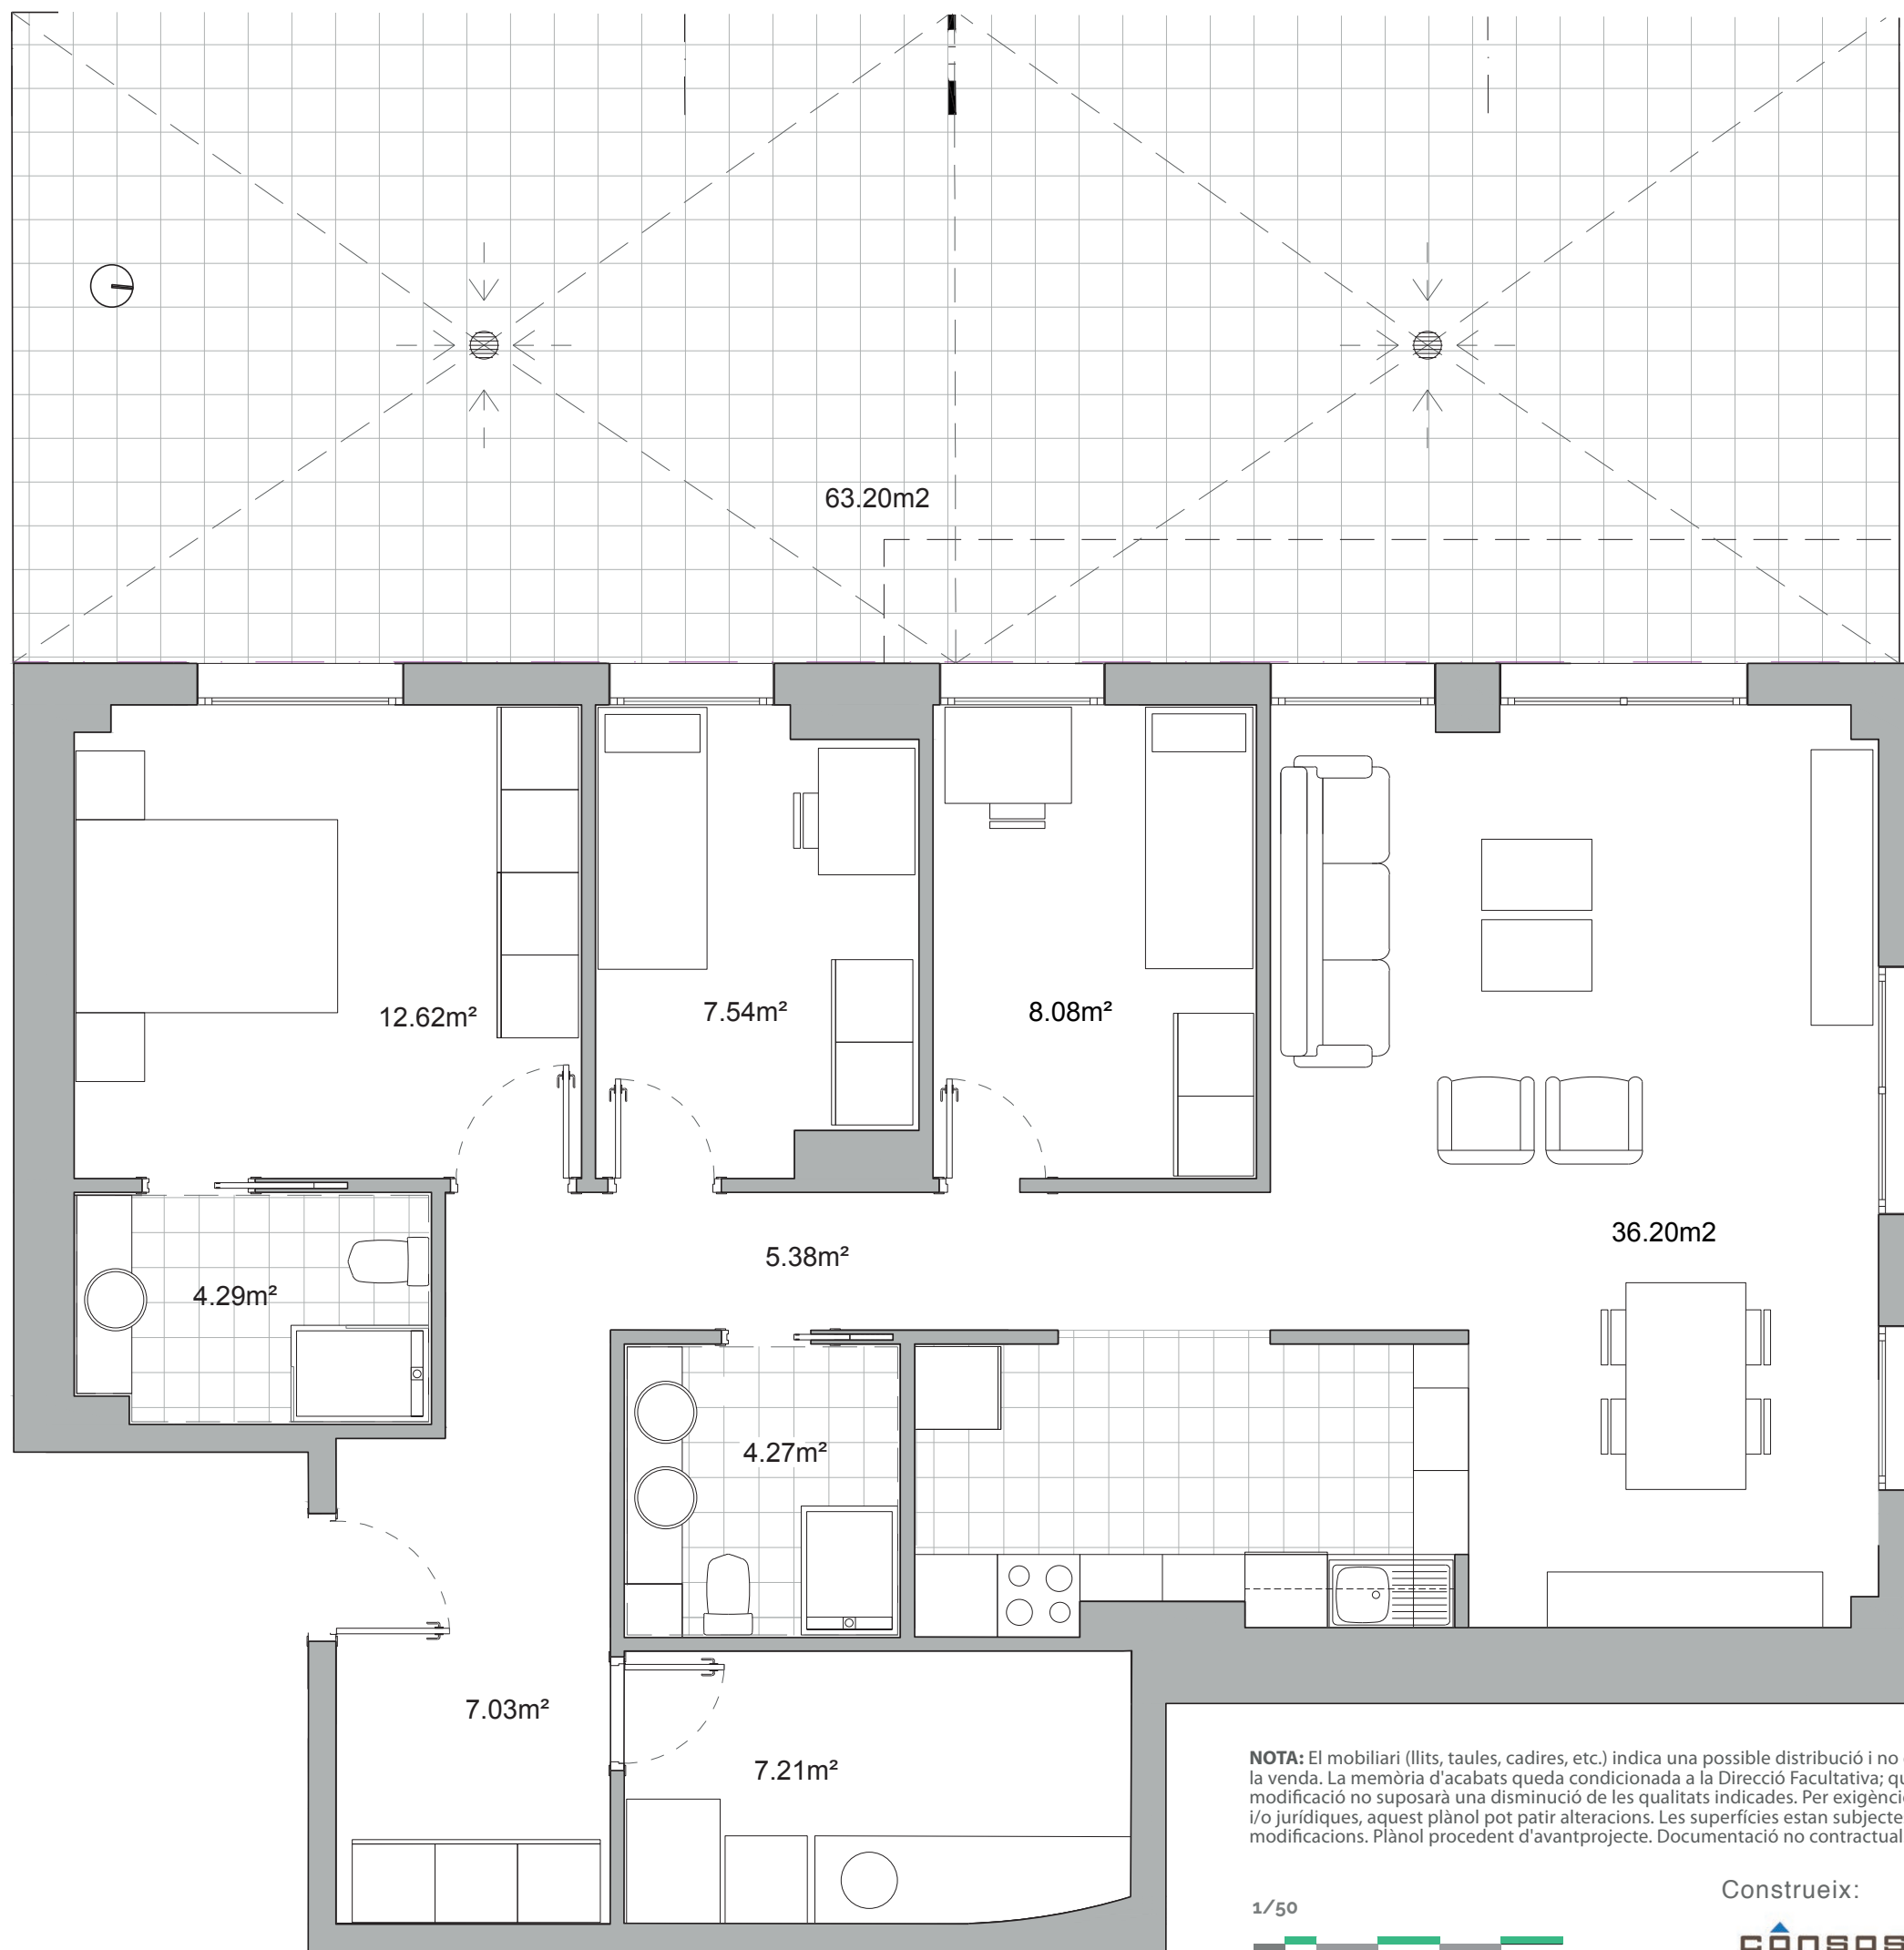 63.20m2
12.62m²
7.54m²
8.08m²
36.20m2
5.38m²
4.29m²
4.27m²
7.03m²
7.21m²
NOTA: El mobiliari (llits, taules, cadires, etc.) indica una possible distribució i no
la venda. La memòria d'acabats queda condicionada a la Direcció Facultativa;
modificació no suposarà una disminució de les qualitats indicades. Per
i/o jurídiques, aquest plànol pot patir alteracions. Les superfícies estan
modificacions. Plànol procedent d'avantprojecte. Documentació no contractual
1/50
Construeix: